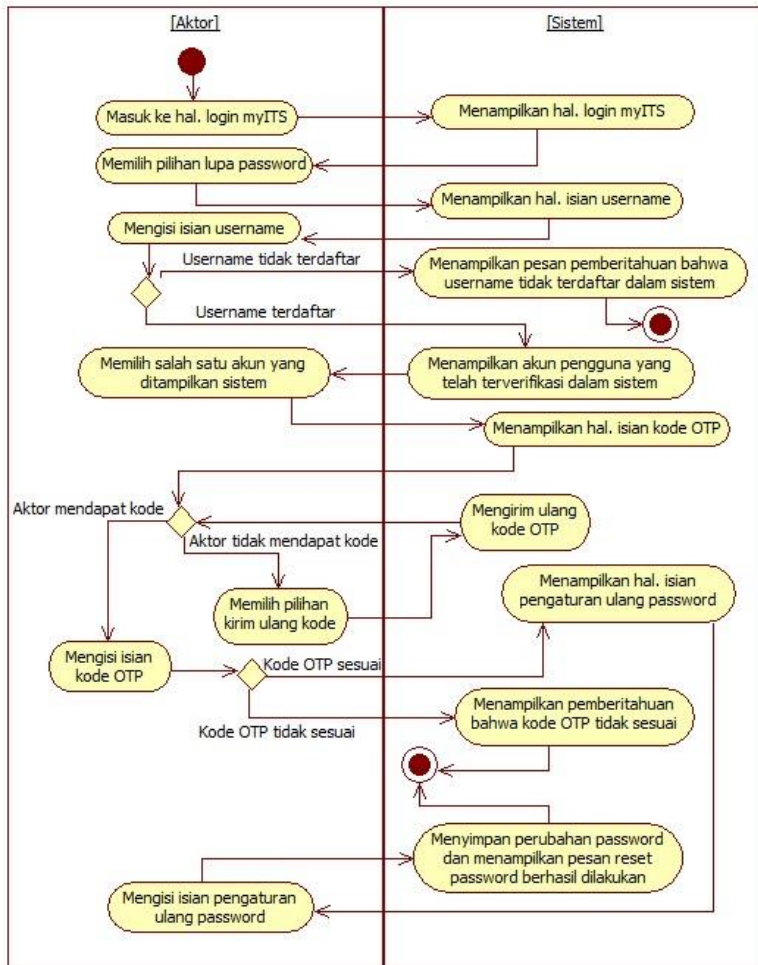 [Aktor]
[Sistem]
Masuk ke hal. login myITS
Menampilkan hal. login myITS
Memilih pilihan lupa password
Menampilkan hal. isian username
Mengisi isian username
Username tidak terdaftar
Menampilkan pesan pemberitahuan bahwa
username tidak terdaftar dalam sistem
Username terdaftar
Memilih salah satu akun yang
ditampilkan sistem
Menampilkan akun pengguna yang
telah terverifikasi dalam sistem
Menampilkan hal. isian kode OTP
Aktor mendapat kode
Aktor tidak mendapat kode
Mengirim ulang
kode OTP
Memilih pilihan
kirim ulang kode
Menampilkan hal. isian
pengaturan ulang password
Mengisi isian
kode OTP
Kode OTP sesuai
Kode OTP tidak sesuai
Menampilkan pemberitahuan
bahwa kode OTP tidak sesuai
Menyimpan perubahan password
dan menampilkan pesan reset
password berhasil dilakukan
Mengisi isian pengaturan
ulang password